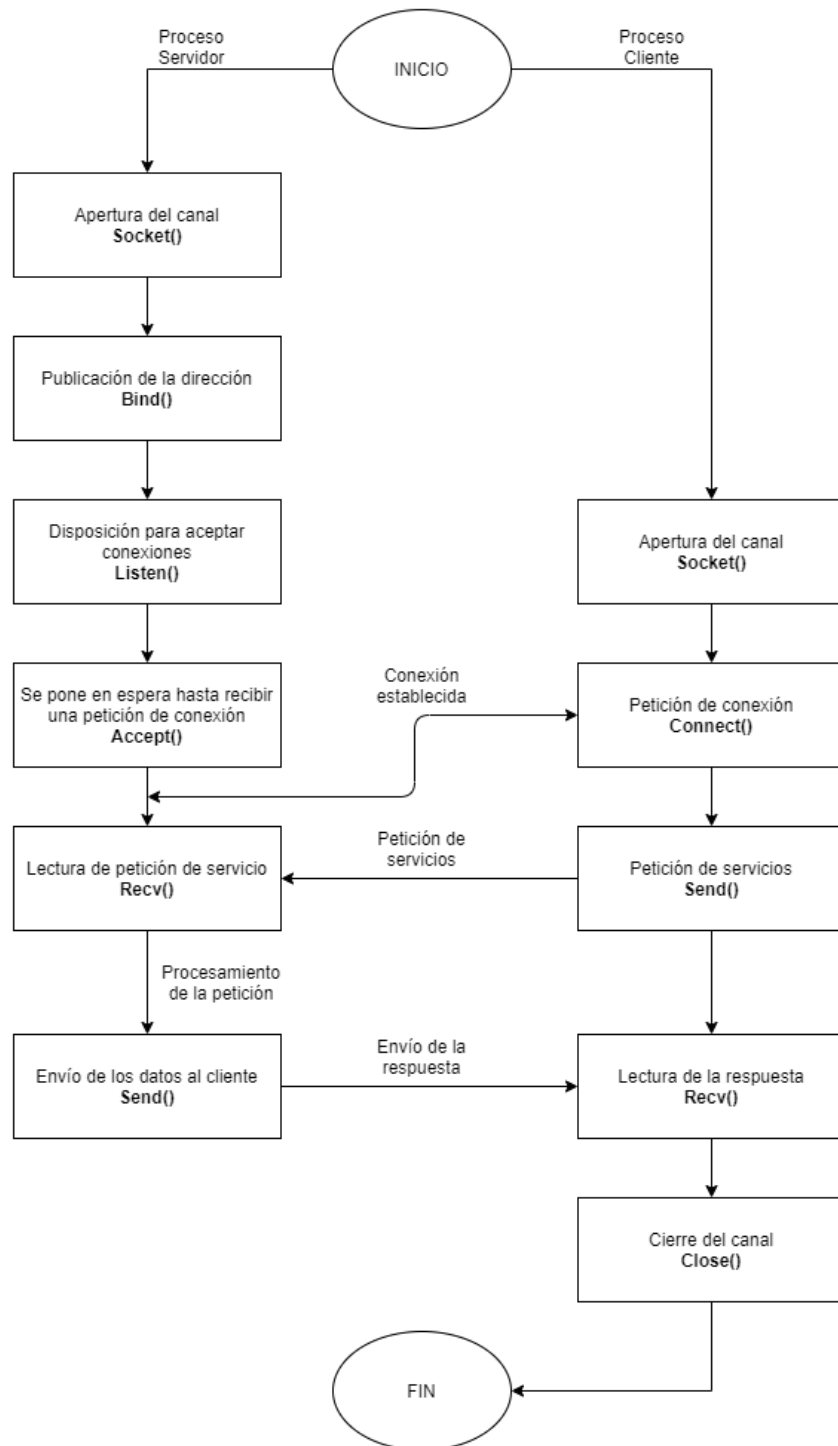 Proceso
Servidor
INICIO
Proceso
Cliente
Apertura del canal
Socket()
Publicación de la dirección
Bind()
Disposición para aceptar
conexiones
Listen()
Apertura del canal
Socket()
Se pone en espera hasta recibir
una petición de conexión
Accept()
Conexión
establecida
Petición de conexión
Connect()
Lectura de petición de servicio
Recv()
Petición de
servicios
Petición de servicios
Send()
Procesamiento
de la petición
Envío de los datos al cliente
Send()
Envío de la
respuesta
Lectura de la respuesta
Recv()
Cierre del canal
Close()
FIN